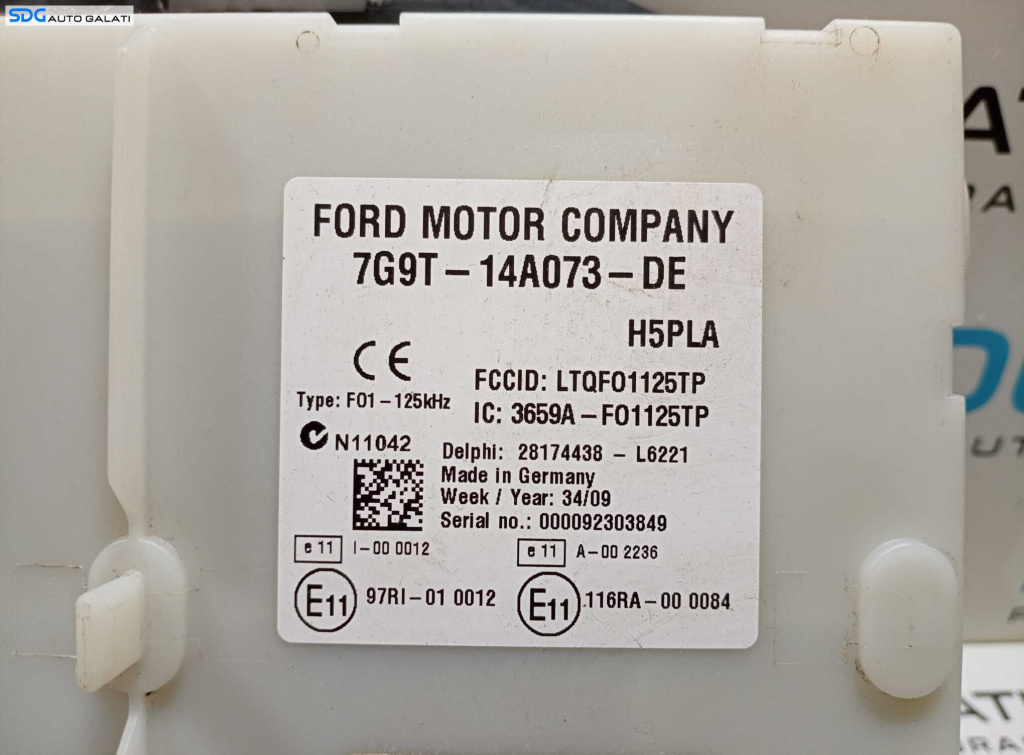 SDG AUTO GALATI
FORD MOTOR COMPANY
7G9T – 14A073 – DE
H5PLA
CE
FCCID: LTQFO1125TP
Type: F01 – 125kHz
IC: 3659A – FO1125TP
N11042
Delphi: 28174438 – L6221
Made in Germany
Week / Year: 34/09
Serial no.: 000092303849
e 11 I – 00 0012
e 11 A – 00 2236
E11 97RI – 01 0012
E11 116RA – 00 0084